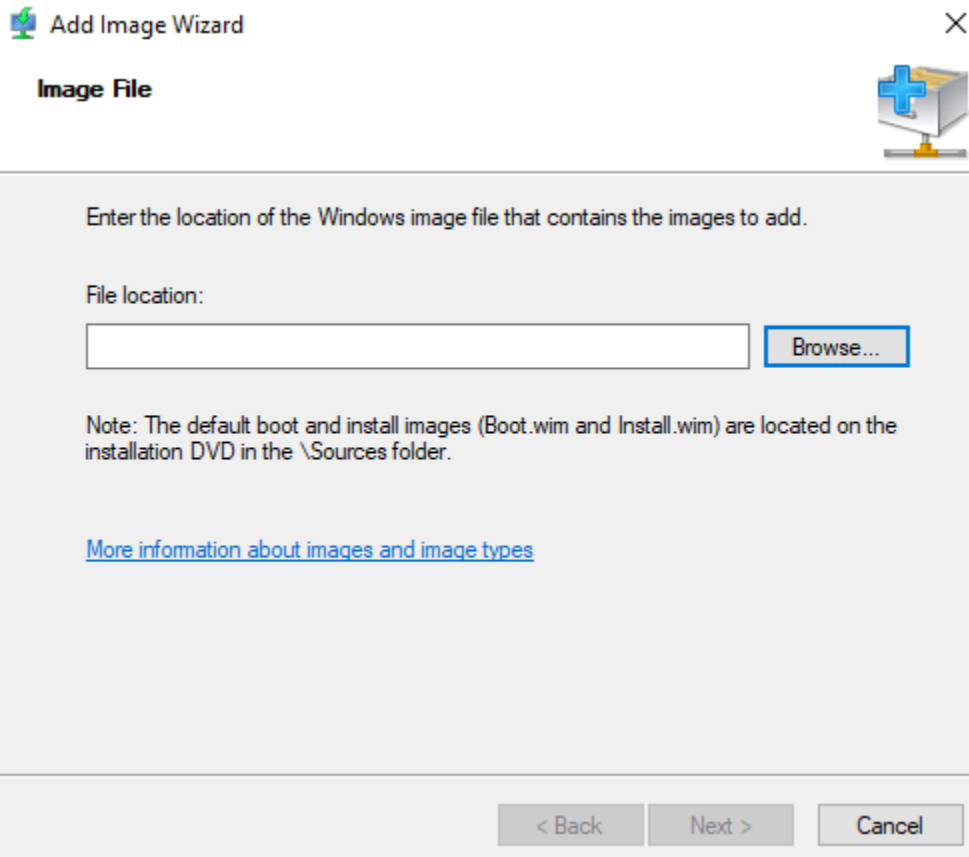 Add Image Wizard
Image File
Enter the location of the Windows image file that contains the images to add.
File location:
Browse...
Note: The default boot and install images (Boot.wim and Install.wim) are located on the
installation DVD in the \Sources folder.
More information about images and image types
< Back
Next >
Cancel